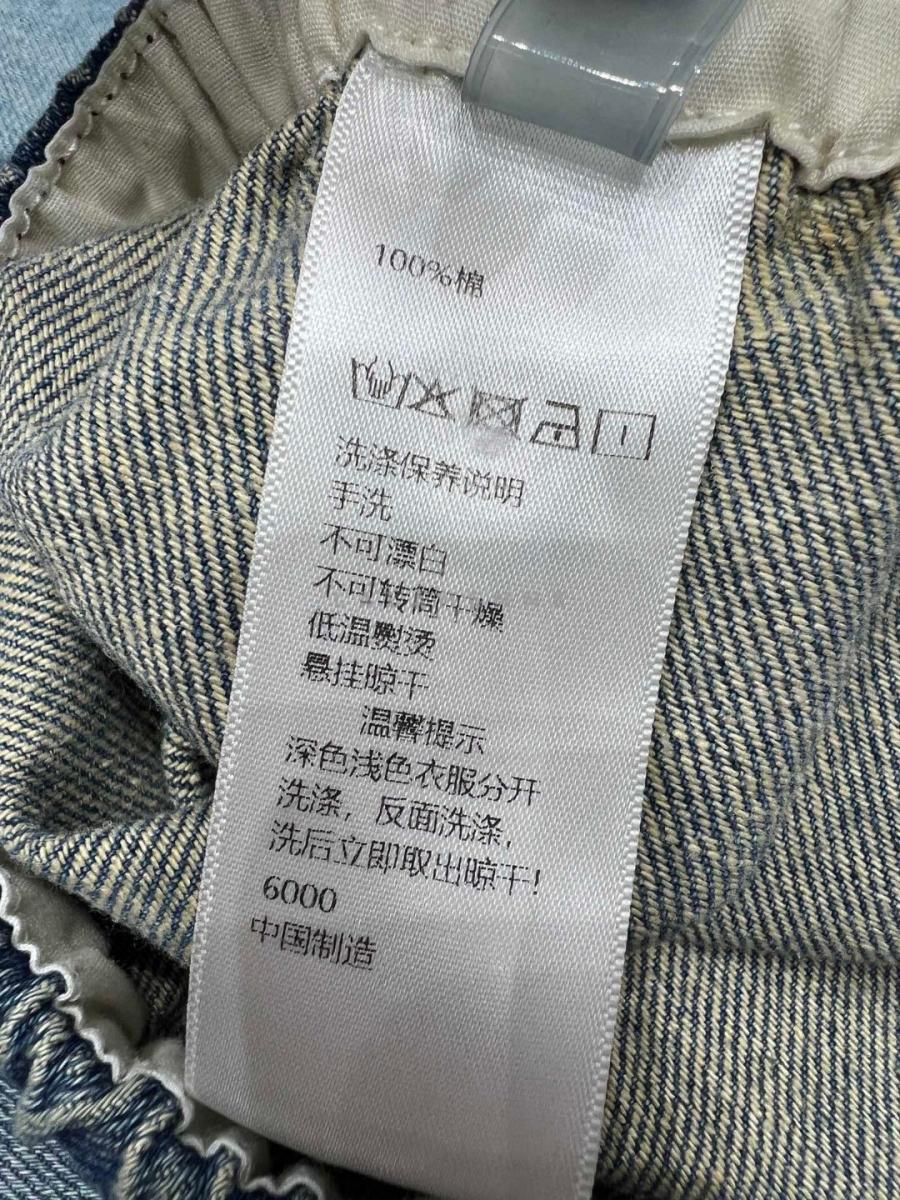 100%棉
洗涤保养说明
手洗
不可漂白
不可转筒干燥
低温熨烫
悬挂晾干
温馨提示
深色浅色衣服分开
洗涤，反面洗涤，
洗后立即取出晾干！
6000
中国制造